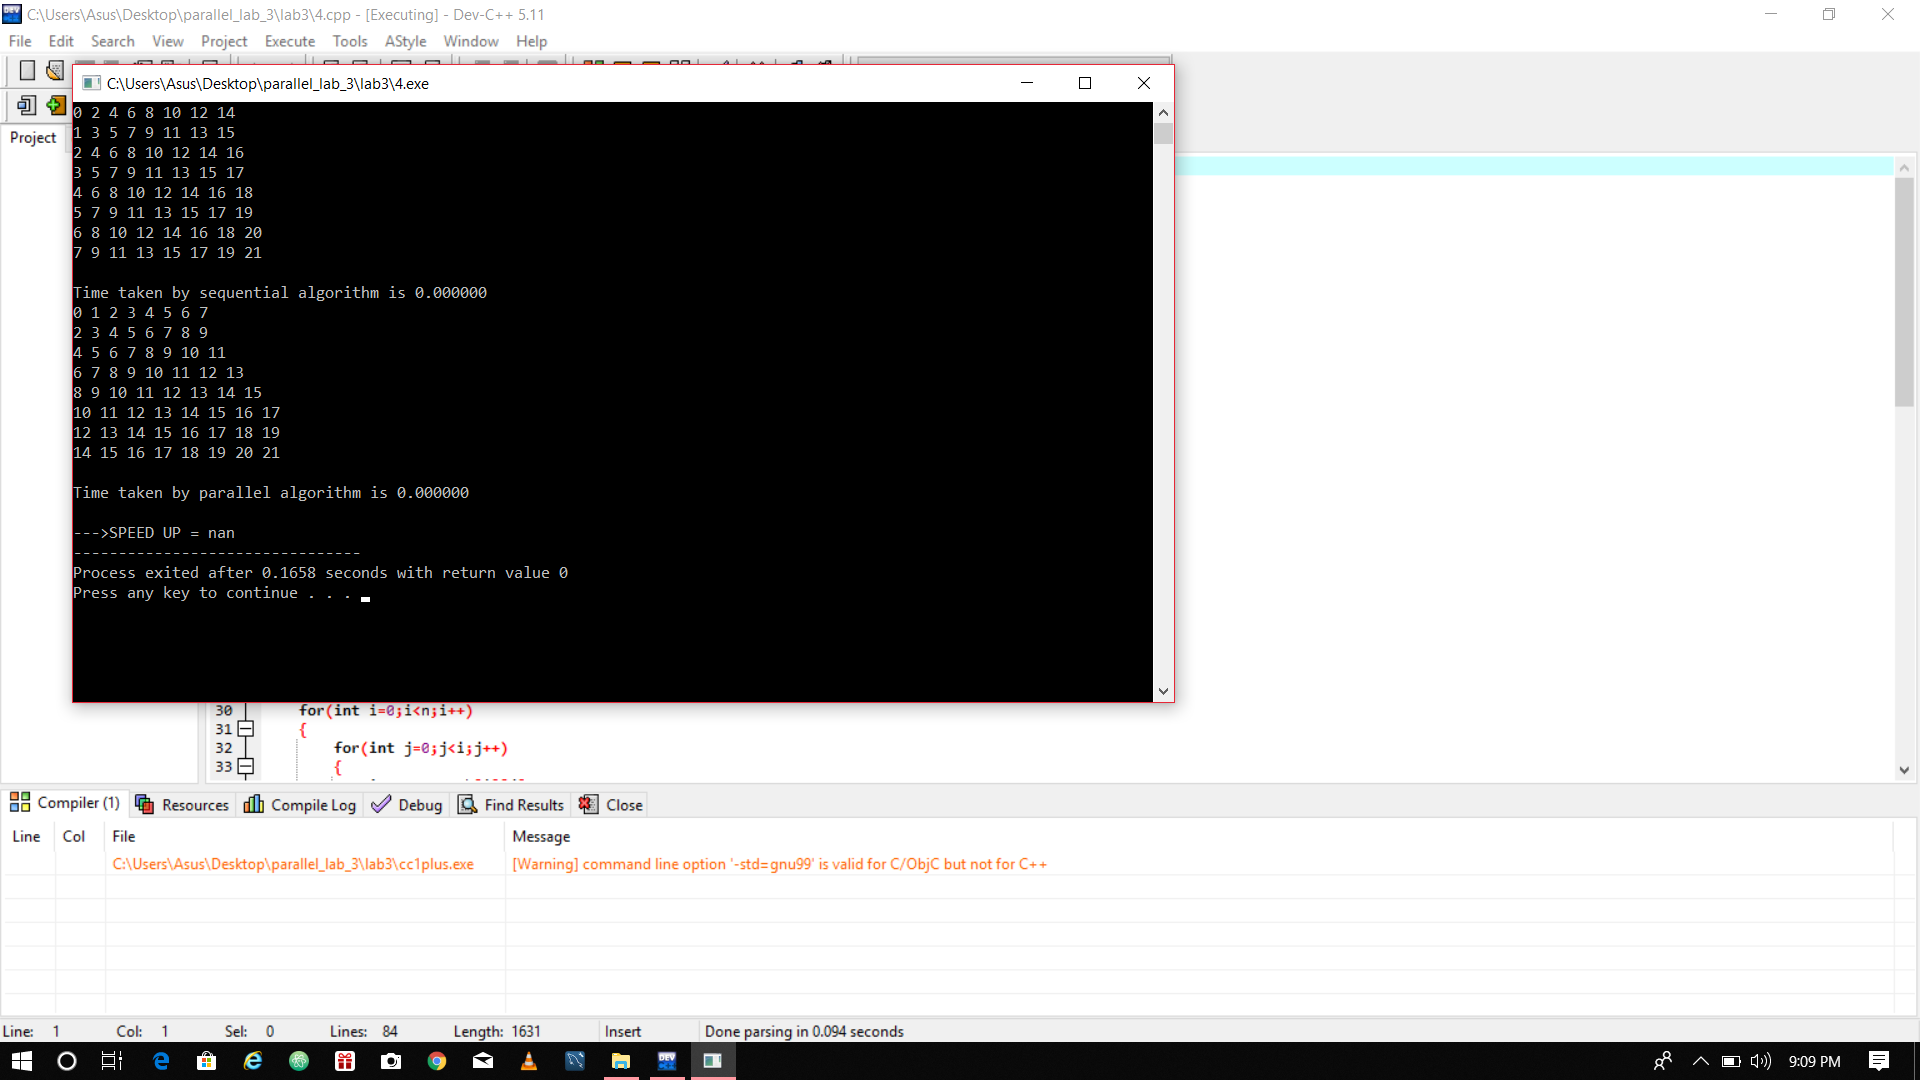 C:\Users\Asus\Desktop\parallel_lab_3\lab3\4.cpp - [Executing] - Dev-C++ 5.11
File Edit Search View Project Execute Tools AStyle Window Help
C:\Users\Asus\Desktop\parallel_lab_3\lab3\4.exe
Project
0 2 4 6 8 10 12 14
1 3 5 7 9 11 13 15
2 4 6 8 10 12 14 16
3 5 7 9 11 13 15 17
4 6 8 10 12 14 16 18
5 7 9 11 13 15 17 19
6 8 10 12 14 16 18 20
7 9 11 13 15 17 19 21
Time taken by sequential algorithm is 0.000000
0 1 2 3 4 5 6 7
2 3 4 5 6 7 8 9
4 5 6 7 8 9 10 11
6 7 8 9 10 11 12 13
8 9 10 11 12 13 14 15
10 11 12 13 14 15 16 17
12 13 14 15 16 17 18 19
14 15 16 17 18 19 20 21
Time taken by parallel algorithm is 0.000000
--->SPEED UP = nan
--------------------------------
Process exited after 0.1658 seconds with return value 0
Press any key to continue . . .
30 for(int i=0;i<n;i++)
31 {
32 for(int j=0;j<i;j++)
33 {
Compiler (1) Resources Compile Log Debug Find Results Close
Line Col File Message
C:\Users\Asus\Desktop\parallel_lab_3\lab3\cc1plus.exe [Warning] command line option '-std=gnu99' is valid for C/ObjC but not for C++
Line: 1 Col: 1 Sel: 0 Lines: 84 Length: 1631 Insert Done parsing in 0.094 seconds
DEV 9:09 PM